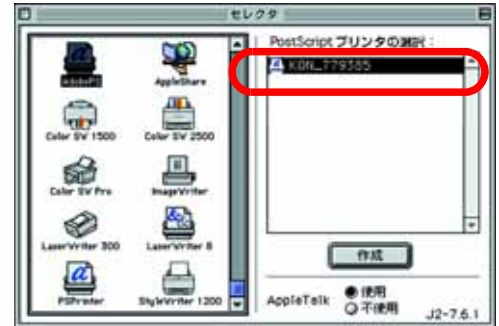 セレクタ
PostScript プリンタの選択 :
KON_779385
AdobePS
AppleShare
Color SW 1500
Color SW 2500
Color SW Pro
ImageWriter
LaserWriter 300
LaserWriter 8
PSPrinter
StyleWriter 1200
作成
AppleTalk
使用
不使用
J2-7.6.1